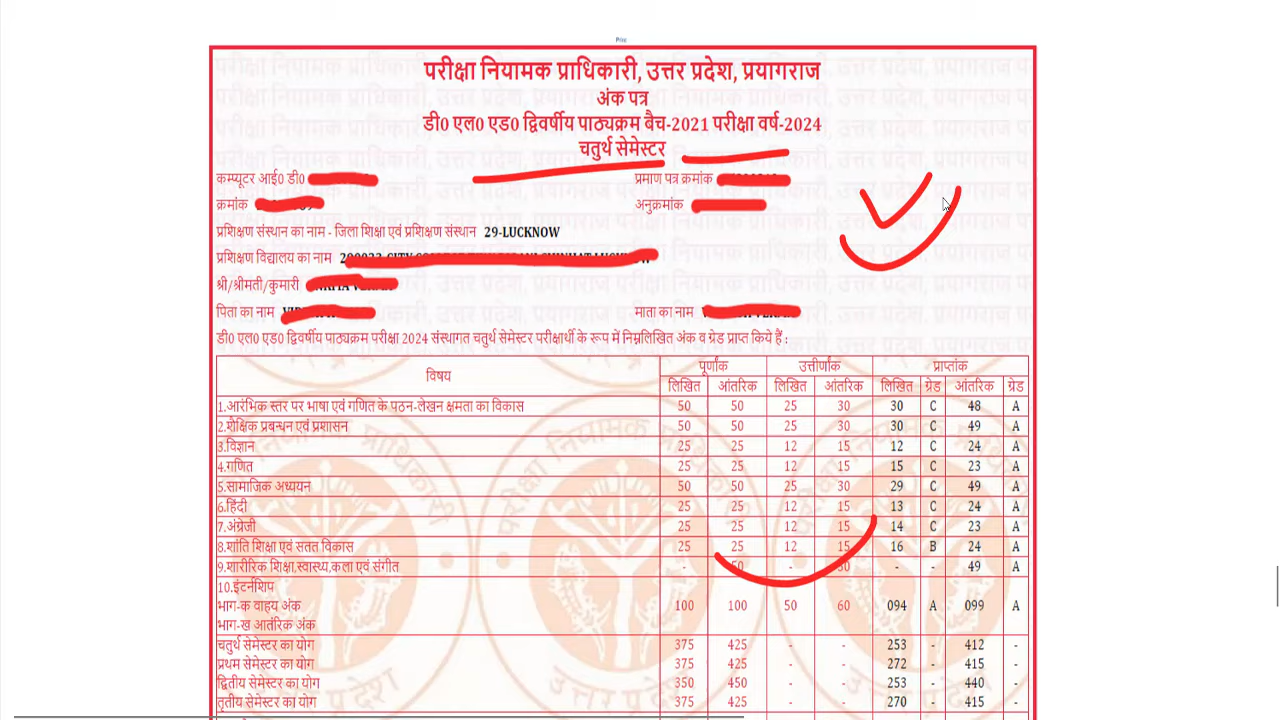 Print
परीक्षा नियामक प्राधिकारी, उत्तर प्रदेश, प्रयागराज
अंक पत्र
डी0 एल0 एड0 द्विवर्षीय पाठ्यक्रम बैच-2021 परीक्षा वर्ष-2024
चतुर्थ सेमेस्टर
कम्प्यूटर आई0 डी0 प्रमाण पत्र क्रमांक
क्रमांक अनुक्रमांक
प्रशिक्षण संस्थान का नाम - जिला शिक्षा एवं प्रशिक्षण संस्थान 29-LUCKNOW
प्रशिक्षण विद्यालय का नाम
श्री/श्रीमती/कुमारी
पिता का नाम माता का नाम
डी0 एल0 एड0 द्विवर्षीय पाठ्यक्रम परीक्षा 2024 संस्थागत चतुर्थ सेमेस्टर परीक्षार्थी के रूप में निम्नलिखित अंक व ग्रेड प्राप्त किये हैं :
विषय पूर्णांक उत्तीर्णांक प्राप्तांक
लिखित आंतरिक लिखित आंतरिक लिखित ग्रेड आंतरिक ग्रेड
1.आरंभिक स्तर पर भाषा एवं गणित के पठन-लेखन क्षमता का विकास 50 50 25 30 30 C 48 A
2.शैक्षिक प्रबन्धन एवं प्रशासन 50 50 25 30 30 C 49 A
3.विज्ञान 25 25 12 15 12 C 24 A
4.गणित 25 25 12 15 15 C 23 A
5.सामाजिक अध्ययन 50 50 25 30 29 C 49 A
6.हिंदी 25 25 12 15 13 C 24 A
7.अंग्रेजी 25 25 12 15 14 C 23 A
8.शांति शिक्षा एवं सतत विकास 25 25 12 15 16 B 24 A
9.शारीरिक शिक्षा,स्वास्थ्य,कला एवं संगीत - 50 - 30 - - 49 A
10.इंटर्नशिप
भाग-क वाहय अंक 100 100 50 60 094 A 099 A
भाग-ख आतंरिक अंक
चतुर्थ सेमेस्टर का योग 375 425 - - 253 - 412 -
प्रथम सेमेस्टर का योग 375 425 - - 272 - 415 -
द्वितीय सेमेस्टर का योग 350 450 - - 253 - 440 -
तृतीय सेमेस्टर का योग 375 425 - - 270 - 415 -